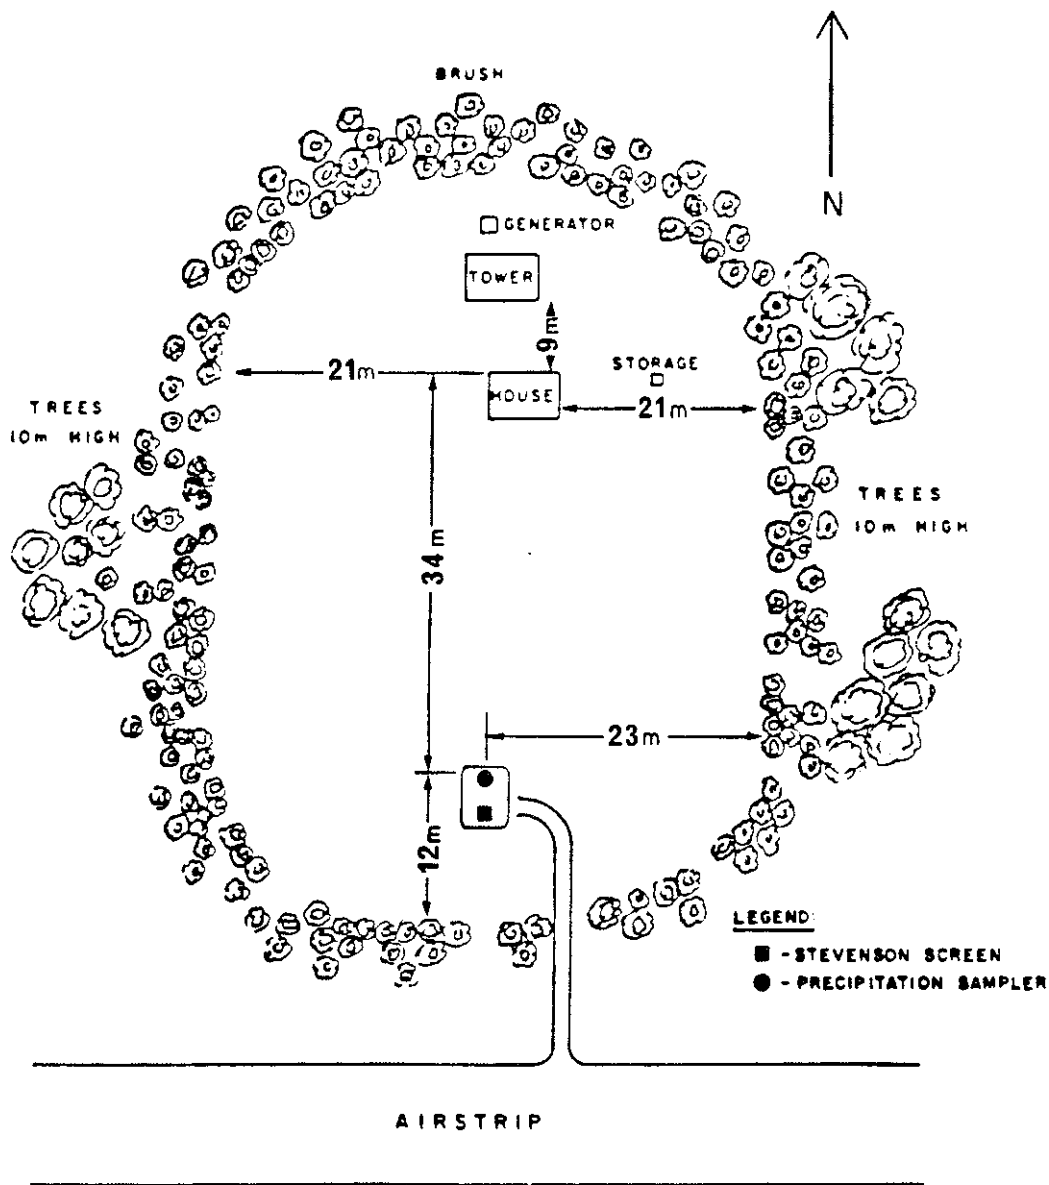 BRUSH
N
GENERATOR
TOWER
9m
STORAGE
21m
HOUSE
21m
TREES
10m HIGH
TREES
10m HIGH
34m
23m
12m
LEGEND:
- STEVENSON SCREEN
- PRECIPITATION SAMPLER
AIRSTRIP